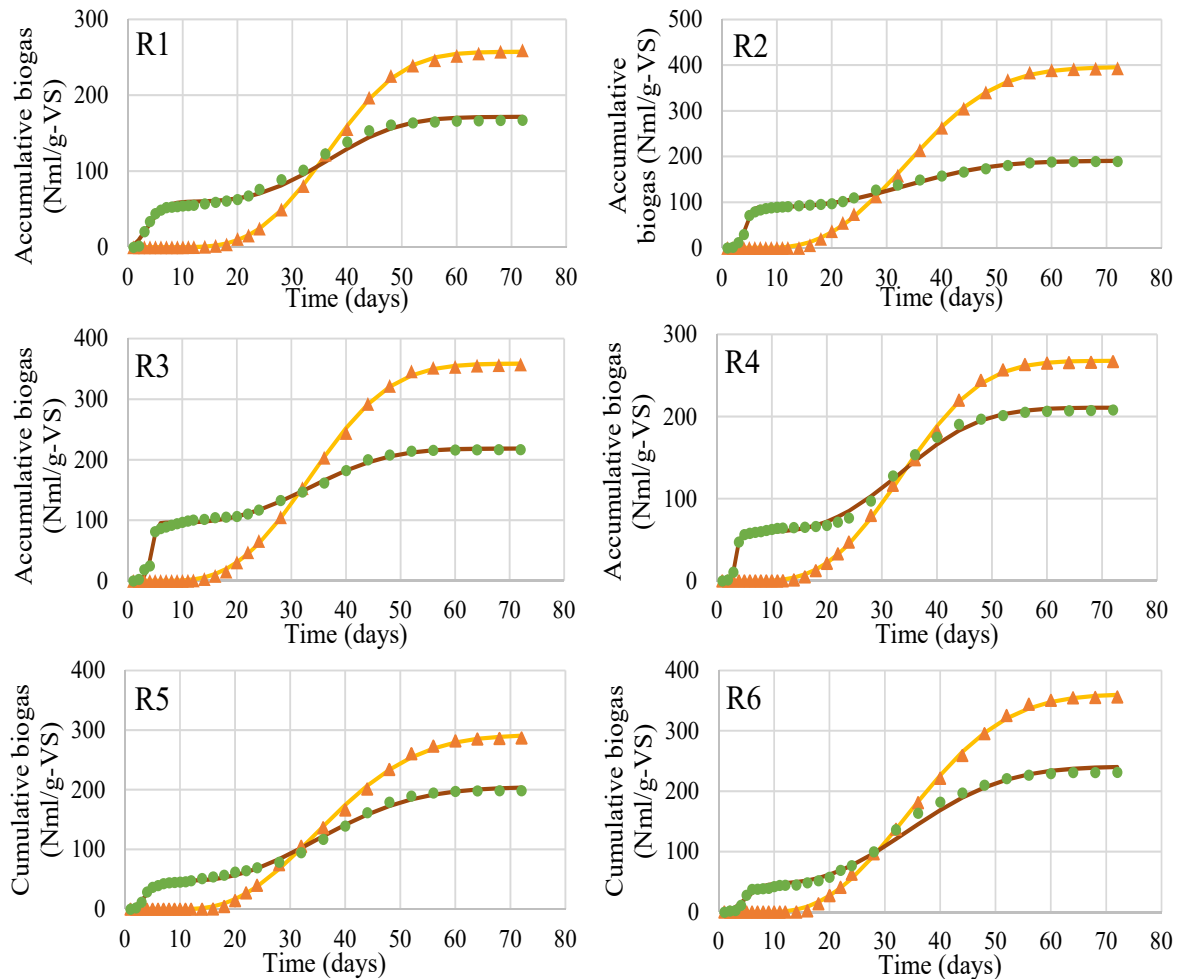 R1
Accumulative biogas
(Nml/g-VS)
300
200
100
0
0 10 20 30 40 50 60 70 80
Time (days)
R2
Accumulative
biogas (Nml/g-VS)
500
400
300
200
100
0
0 10 20 30 40 50 60 70 80
Time (days)
R3
Accumulative biogas
(Nml/g-VS)
400
300
200
100
0
0 10 20 30 40 50 60 70 80
Time (days)
R4
Accumulative biogas
(Nml/g-VS)
300
200
100
0
0 10 20 30 40 50 60 70 80
Time (days)
R5
Cumulative biogas
(Nml/g-VS)
400
300
200
100
0
0 10 20 30 40 50 60 70 80
Time (days)
R6
Cumulative biogas
(Nml/g-VS)
400
300
200
100
0
0 10 20 30 40 50 60 70 80
Time (days)